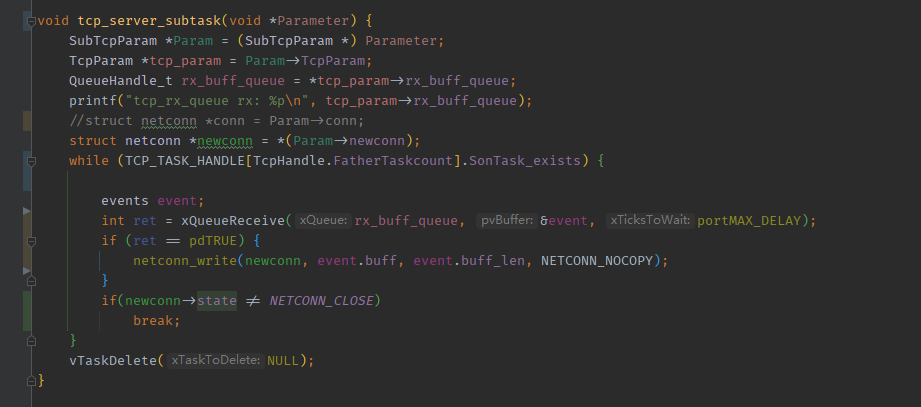 void tcp_server_subtask(void *Parameter) {
    SubTcpParam *Param = (SubTcpParam *) Parameter;
    TcpParam *tcp_param = Param→TcpParam;
    QueueHandle_t rx_buff_queue = *tcp_param→rx_buff_queue;
    printf("tcp_rx_queue rx: %p\n", tcp_param→rx_buff_queue);
    //struct netconn *conn = Param→conn;
    struct netconn *newconn = *(Param→newconn);
    while (TCP_TASK_HANDLE[TcpHandle.FatherTaskcount].SonTask_exists) {
        events event;
        int ret = xQueueReceive( xQueue: rx_buff_queue, pvBuffer: &event, xTicksToWait: portMAX_DELAY);
        if (ret == pdTRUE) {
            netconn_write(newconn, event.buff, event.buff_len, NETCONN_NOCOPY);
        }
        if(newconn→state ≠ NETCONN_CLOSE)
            break;
    }
    vTaskDelete( xTaskToDelete: NULL);
}